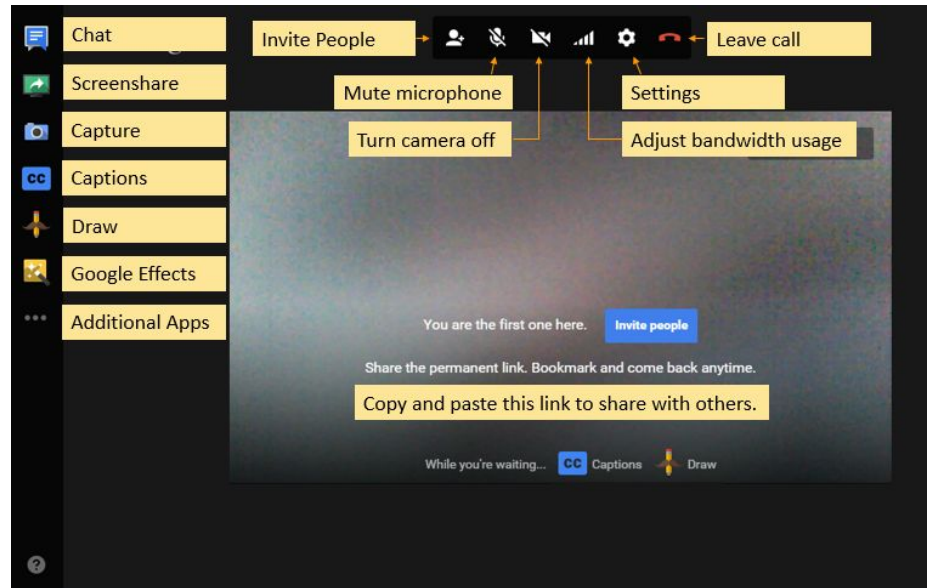 Chat
Invite People
Leave call
Screenshare
Mute microphone
Settings
Capture
Turn camera off
Adjust bandwidth usage
CC
Captions
Draw
Google Effects
Additional Apps
You are the first one here.
Invite people
Share the permanent link. Bookmark and come back anytime.
Copy and paste this link to share with others.
While you're waiting... CC Captions Draw
?